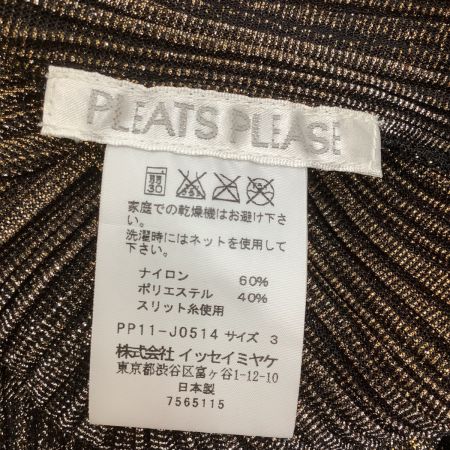 PLEATS PLEASE
手洗イ
30
家庭での乾燥機はお避け下さ
い。
洗濯時にはネットを使用して
下さい。
ナイロン 60%
ポリエステル 40%
スリット糸使用
PP11-J0514 サイズ 3
株式会社 イッセイミヤケ
東京都渋谷区富ヶ谷1-12-10
日本製
7565115